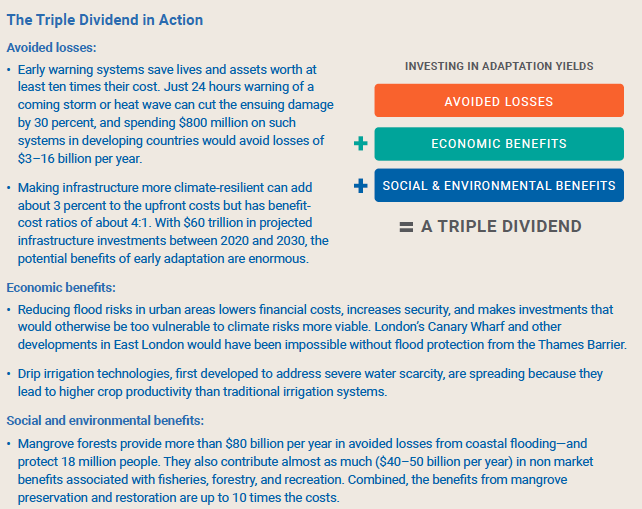 The Triple Dividend in Action
Avoided losses:
• Early warning systems save lives and assets worth at
least ten times their cost. Just 24 hours warning of a
coming storm or heat wave can cut the ensuing damage
by 30 percent, and spending $800 million on such
systems in developing countries would avoid losses of
$3–16 billion per year.
• Making infrastructure more climate-resilient can add
about 3 percent to the upfront costs but has benefit-
cost ratios of about 4:1. With $60 trillion in projected
infrastructure investments between 2020 and 2030, the
potential benefits of early adaptation are enormous.
INVESTING IN ADAPTATION YIELDS
AVOIDED LOSSES
+ ECONOMIC BENEFITS
+ SOCIAL & ENVIRONMENTAL BENEFITS
= A TRIPLE DIVIDEND
Economic benefits:
• Reducing flood risks in urban areas lowers financial costs, increases security, and makes investments that
would otherwise be too vulnerable to climate risks more viable. London's Canary Wharf and other
developments in East London would have been impossible without flood protection from the Thames Barrier.
• Drip irrigation technologies, first developed to address severe water scarcity, are spreading because they
lead to higher crop productivity than traditional irrigation systems.
Social and environmental benefits:
• Mangrove forests provide more than $80 billion per year in avoided losses from coastal flooding—and
protect 18 million people. They also contribute almost as much ($40–50 billion per year) in non market
benefits associated with fisheries, forestry, and recreation. Combined, the benefits from mangrove
preservation and restoration are up to 10 times the costs.